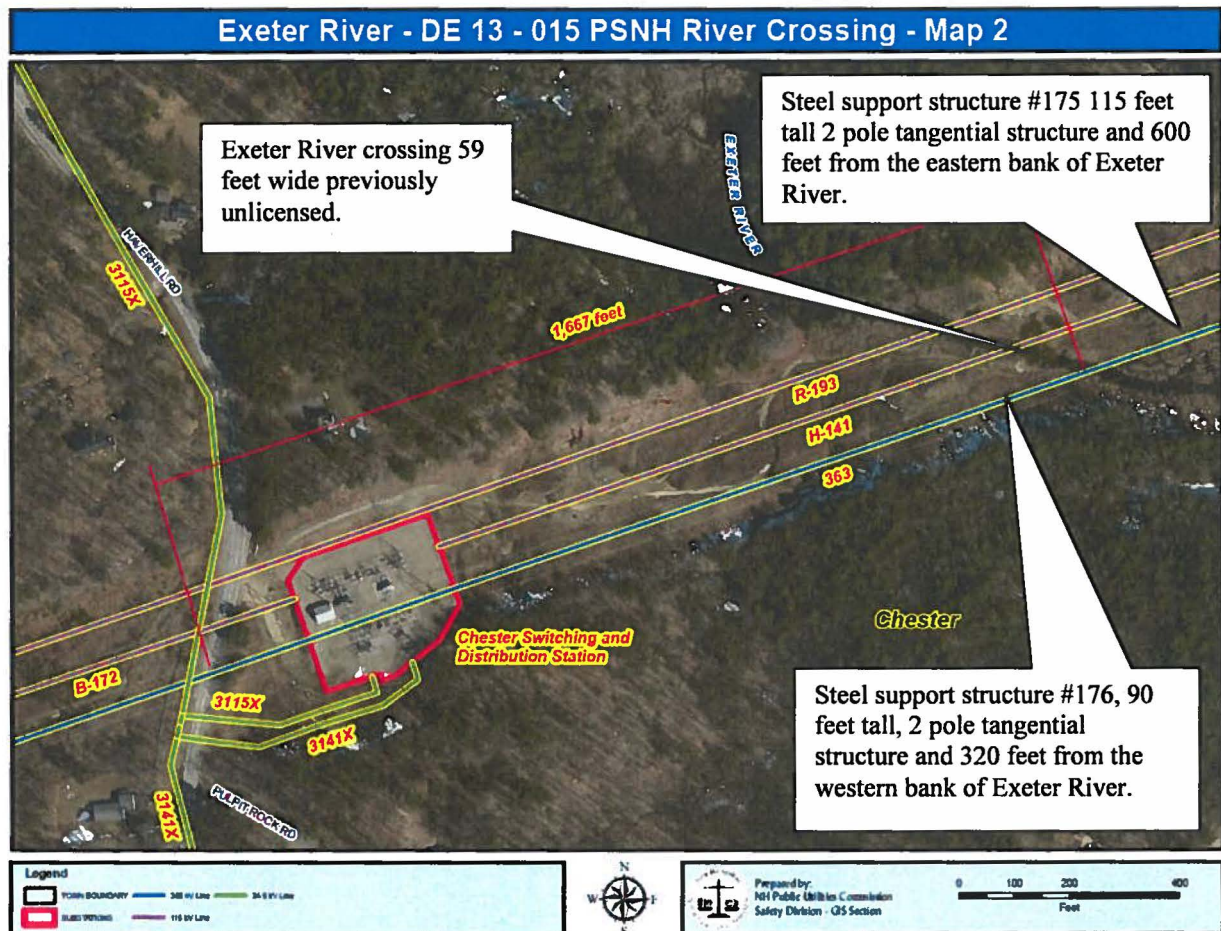 Exeter River - DE 13 - 015 PSNH River Crossing - Map 2
Exeter River crossing 59
feet wide previously
unlicensed.
Steel support structure #175 115 feet
tall 2 pole tangential
structure and 600
feet from the eastern bank of Exeter
River.
EXETER RIVER
HAVERHILL RD
3115X
1,667 feet
R-193
H-141
363
Chester
Chester Switching and
Distribution Station
B-172
3115X
3141X
3141X
PULPIT ROCK RD
Steel support structure #176, 90
feet tall, 2 pole tangential
structure and 320 feet from the
western bank of Exeter River.
Legend
TOWN BOUNDARY
345 kV Line
34.5 kV Line
SUBSTATIONS
115 kV Line
N
W
E
S
Prepared by:
NH Public Utilities Commission
Safety Division - GIS Section
0 100 200 400
Feet